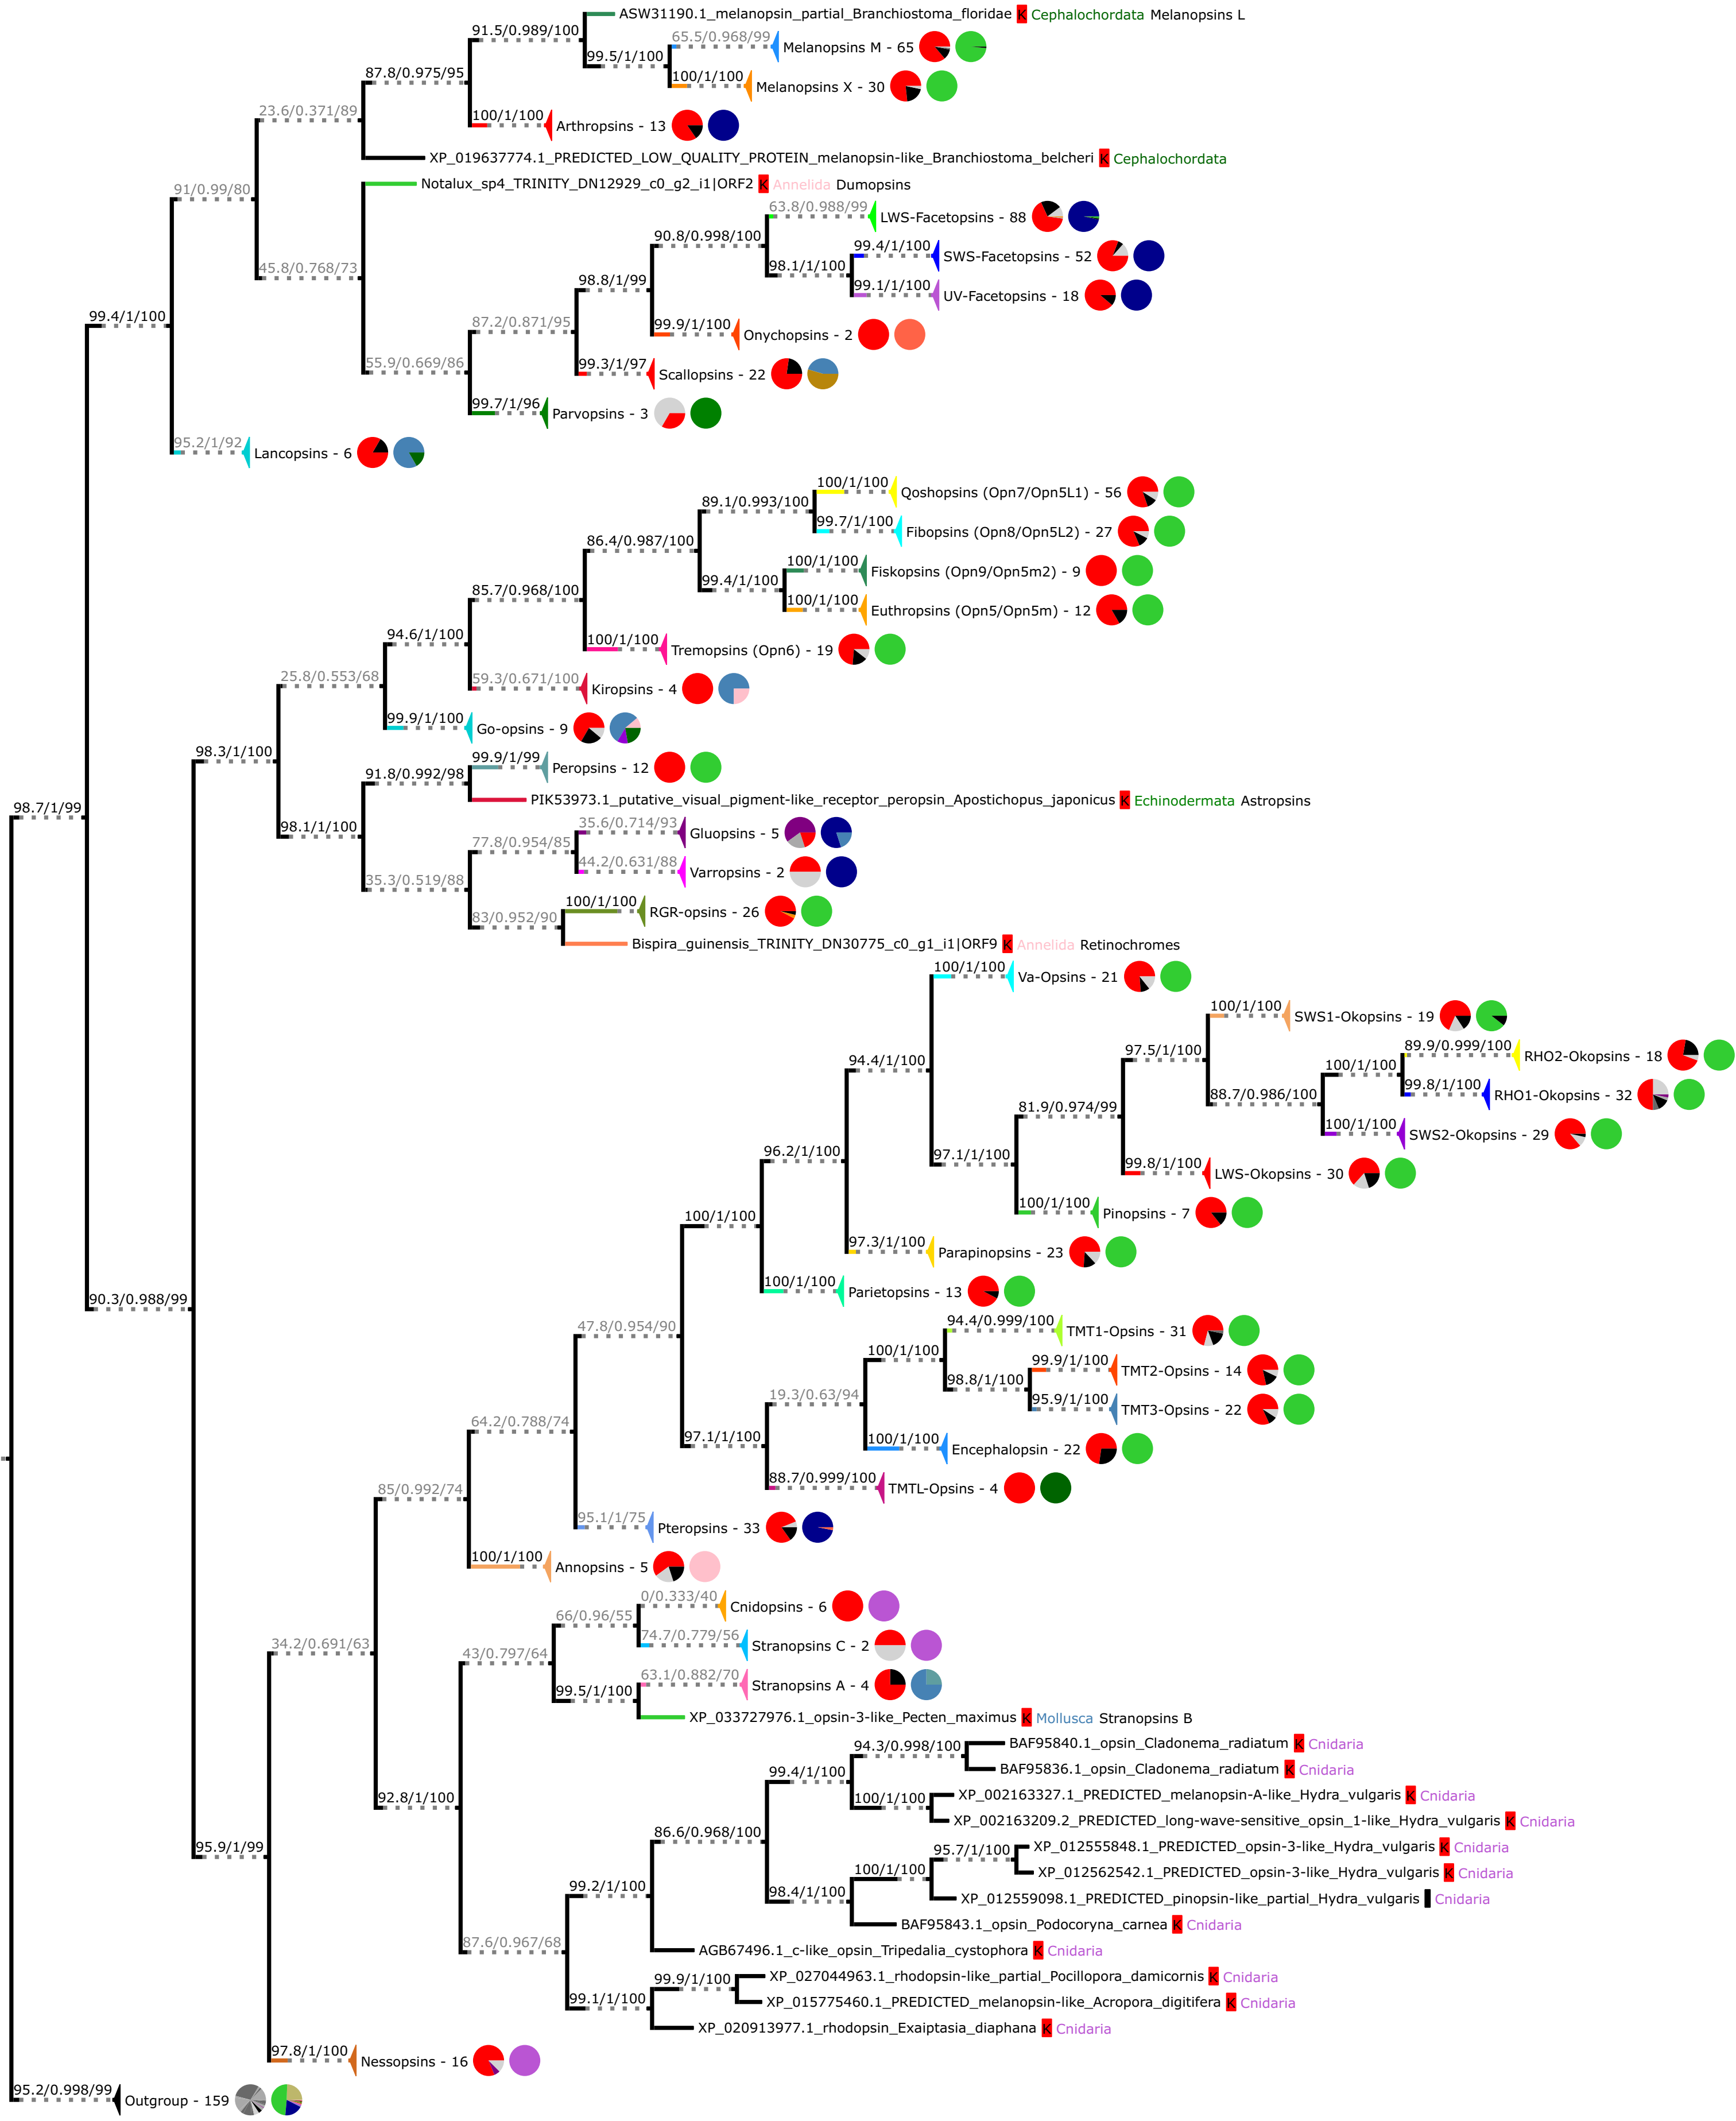 ASW31190.1_melanopsin_partial_Branchiostoma_floridae K Cephalochordata Melanopsins L
91.5/0.989/100
65.5/0.968/99
Melanopsins M - 65
99.5/1/100
87.8/0.975/95
100/1/100
Melanopsins X - 30
23.6/0.371/89
100/1/100
Arthropsins - 13
XP_019637774.1_PREDICTED_LOW_QUALITY_PROTEIN_melanopsin-like_Branchiostoma_belcheri K Cephalochordata
Notalux_sp4_TRINITY_DN12929_c0_g2_i1|ORF2 K Annelida Dumopsins
91/0.99/80
63.8/0.988/99
LWS-Facetopsins - 88
90.8/0.998/100
99.4/1/100
SWS-Facetopsins - 52
45.8/0.768/73
98.1/1/100
98.8/1/99
99.1/1/100
UV-Facetopsins - 18
99.4/1/100
87.2/0.871/95
99.9/1/100
Onychopsins - 2
55.9/0.669/86
99.3/1/97
Scallopsins - 22
99.7/1/96
Parvopsins - 3
95.2/1/92
Lancopsins - 6
100/1/100
Qoshopsins (Opn7/Opn5L1) - 56
89.1/0.993/100
99.7/1/100
Fibopsins (Opn8/Opn5L2) - 27
86.4/0.987/100
100/1/100
Fiskopsins (Opn9/Opn5m2) - 9
99.4/1/100
85.7/0.968/100
100/1/100
Euthropsins (Opn5/Opn5m) - 12
94.6/1/100
100/1/100
Tremopsins (Opn6) - 19
25.8/0.553/68
59.3/0.671/100
Kiropsins - 4
99.9/1/100
Go-opsins - 9
98.3/1/100
99.9/1/99
Peropsins - 12
91.8/0.992/98
PIK53973.1_putative_visual_pigment-like_receptor_peropsin_Apostichopus_japonicus K Echinodermata Astropsins
98.7/1/99
98.1/1/100
35.6/0.714/93
Gluopsins - 5
77.8/0.954/85
44.2/0.631/88
Varropsins - 2
35.3/0.519/88
100/1/100
RGR-opsins - 26
83/0.952/90
Bispira_guinensis_TRINITY_DN30775_c0_g1_i1|ORF9 K Annelida Retinochromes
100/1/100
Va-Opsins - 21
100/1/100
SWS1-Okopsins - 19
97.5/1/100
89.9/0.999/100
RHO2-Okopsins - 18
94.4/1/100
100/1/100
99.8/1/100
RHO1-Okopsins - 32
88.7/0.986/100
81.9/0.974/99
100/1/100
SWS2-Okopsins - 29
96.2/1/100
97.1/1/100
99.8/1/100
LWS-Okopsins - 30
100/1/100
100/1/100
Pinopsins - 7
97.3/1/100
Parapinopsins - 23
100/1/100
Parietopsins - 13
90.3/0.988/99
47.8/0.954/90
94.4/0.999/100
TMT1-Opsins - 31
100/1/100
99.9/1/100
TMT2-Opsins - 14
98.8/1/100
19.3/0.63/94
95.9/1/100
TMT3-Opsins - 22
64.2/0.788/74
97.1/1/100
100/1/100
Encephalopsin - 22
88.7/0.999/100
TMTL-Opsins - 4
85/0.992/74
95.1/1/75
Pteropsins - 33
100/1/100
Annopsins - 5
0/0.333/40
Cnidopsins - 6
66/0.96/55
74.7/0.779/56
Stranopsins C - 2
34.2/0.691/63
43/0.797/64
63.1/0.882/70
Stranopsins A - 4
99.5/1/100
XP_033727976.1_opsin-3-like_Pecten_maximus K Mollusca Stranopsins B
BAF95840.1_opsin_Cladonema_radiatum K Cnidaria
94.3/0.998/100
BAF95836.1_opsin_Cladonema_radiatum K Cnidaria
99.4/1/100
XP_002163327.1_PREDICTED_melanopsin-A-like_Hydra_vulgaris K Cnidaria
92.8/1/100
100/1/100
XP_002163209.2_PREDICTED_long-wave-sensitive_opsin_1-like_Hydra_vulgaris K Cnidaria
86.6/0.968/100
XP_012555848.1_PREDICTED_opsin-3-like_Hydra_vulgaris K Cnidaria
95.9/1/99
95.7/1/100
XP_012562542.1_PREDICTED_opsin-3-like_Hydra_vulgaris K Cnidaria
100/1/100
99.2/1/100
98.4/1/100
XP_012559098.1_PREDICTED_pinopsin-like_partial_Hydra_vulgaris Cnidaria
BAF95843.1_opsin_Podocoryna_carnea K Cnidaria
87.6/0.967/68
AGB67496.1_c-like_opsin_Tripedalia_cystophora K Cnidaria
XP_027044963.1_rhodopsin-like_partial_Pocillopora_damicornis K Cnidaria
99.9/1/100
99.1/1/100
XP_015775460.1_PREDICTED_melanopsin-like_Acropora_digitifera K Cnidaria
XP_020913977.1_rhodopsin_Exaiptasia_diaphana K Cnidaria
97.8/1/100
Nessopsins - 16
95.2/0.998/99
Outgroup - 159